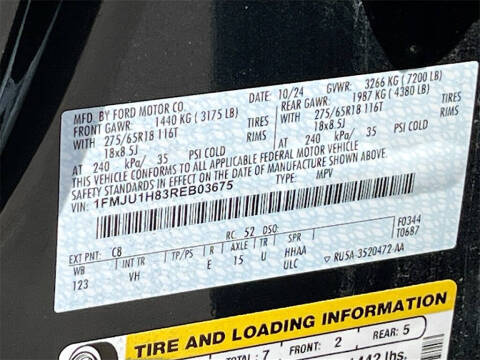 MFD. BY FORD MOTOR CO.
DATE: 10/24 GVWR: 3266 KG ( 7200 LB)
FRONT GAWR: 1440 KG ( 3175 LB)
REAR GAWR: 1987 KG ( 4380 LB)
WITH 275/65R18 116T TIRES
275/65R18 116T WITH TIRES
18x8.5J RIMS
18x8.5J RIMS
AT 240 kPa/ 35 PSI COLD
AT 240 kPa/ 35 PSI COLD
THIS VEHICLE CONFORMS TO ALL APPLICABLE FEDERAL MOTOR VEHICLE
SAFETY STANDARDS IN EFFECT ON THE DATE OF MANUFACTURE SHOWN ABOVE.
VIN: 1FMJU1H83REB03675
TYPE: MPV
F0344
T0687
EXT PNT: C8 RC: 52 DSO:
WB INT TR TP/PS R AXLE TR SPR
123 VH E 15 U HHAA
ULC ▽ RU5A-3520472-AA
TIRE AND LOADING INFORMATION
TOTAL: 7 FRONT: 2 REAR: 5